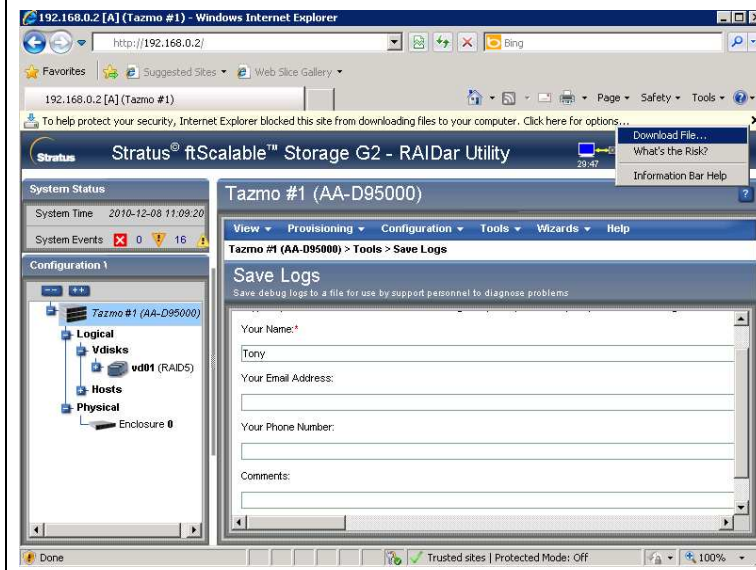 192.168.0.2 [A] (Tazmo #1) - Windows Internet Explorer
http://192.168.0.2/
Bing
Favorites Suggested Sites Web Slice Gallery
192.168.0.2 [A] (Tazmo #1) Page Safety Tools
To help protect your security, Internet Explorer blocked this site from downloading files to your computer. Click here for options...
Download File...
What's the Risk?
Information Bar Help
Stratus Stratus® ftScalable™ Storage G2 - RAIDar Utility
29:47
System Status
System Time 2010-12-08 11:09:20
System Events 0 16
Configuration \
Tazmo #1 (AA-D95000)
Logical
Vdisks
vd01 (RAID5)
Hosts
Physical
Enclosure 0
Tazmo #1 (AA-D95000)
View Provisioning Configuration Tools Wizards Help
Tazmo #1 (AA-D95000) > Tools > Save Logs
Save Logs
Save debug logs to a file for use by support personnel to diagnose problems
Your Name:*
Tony
Your Email Address:
Your Phone Number:
Comments:
Done Trusted sites | Protected Mode: Off 100%